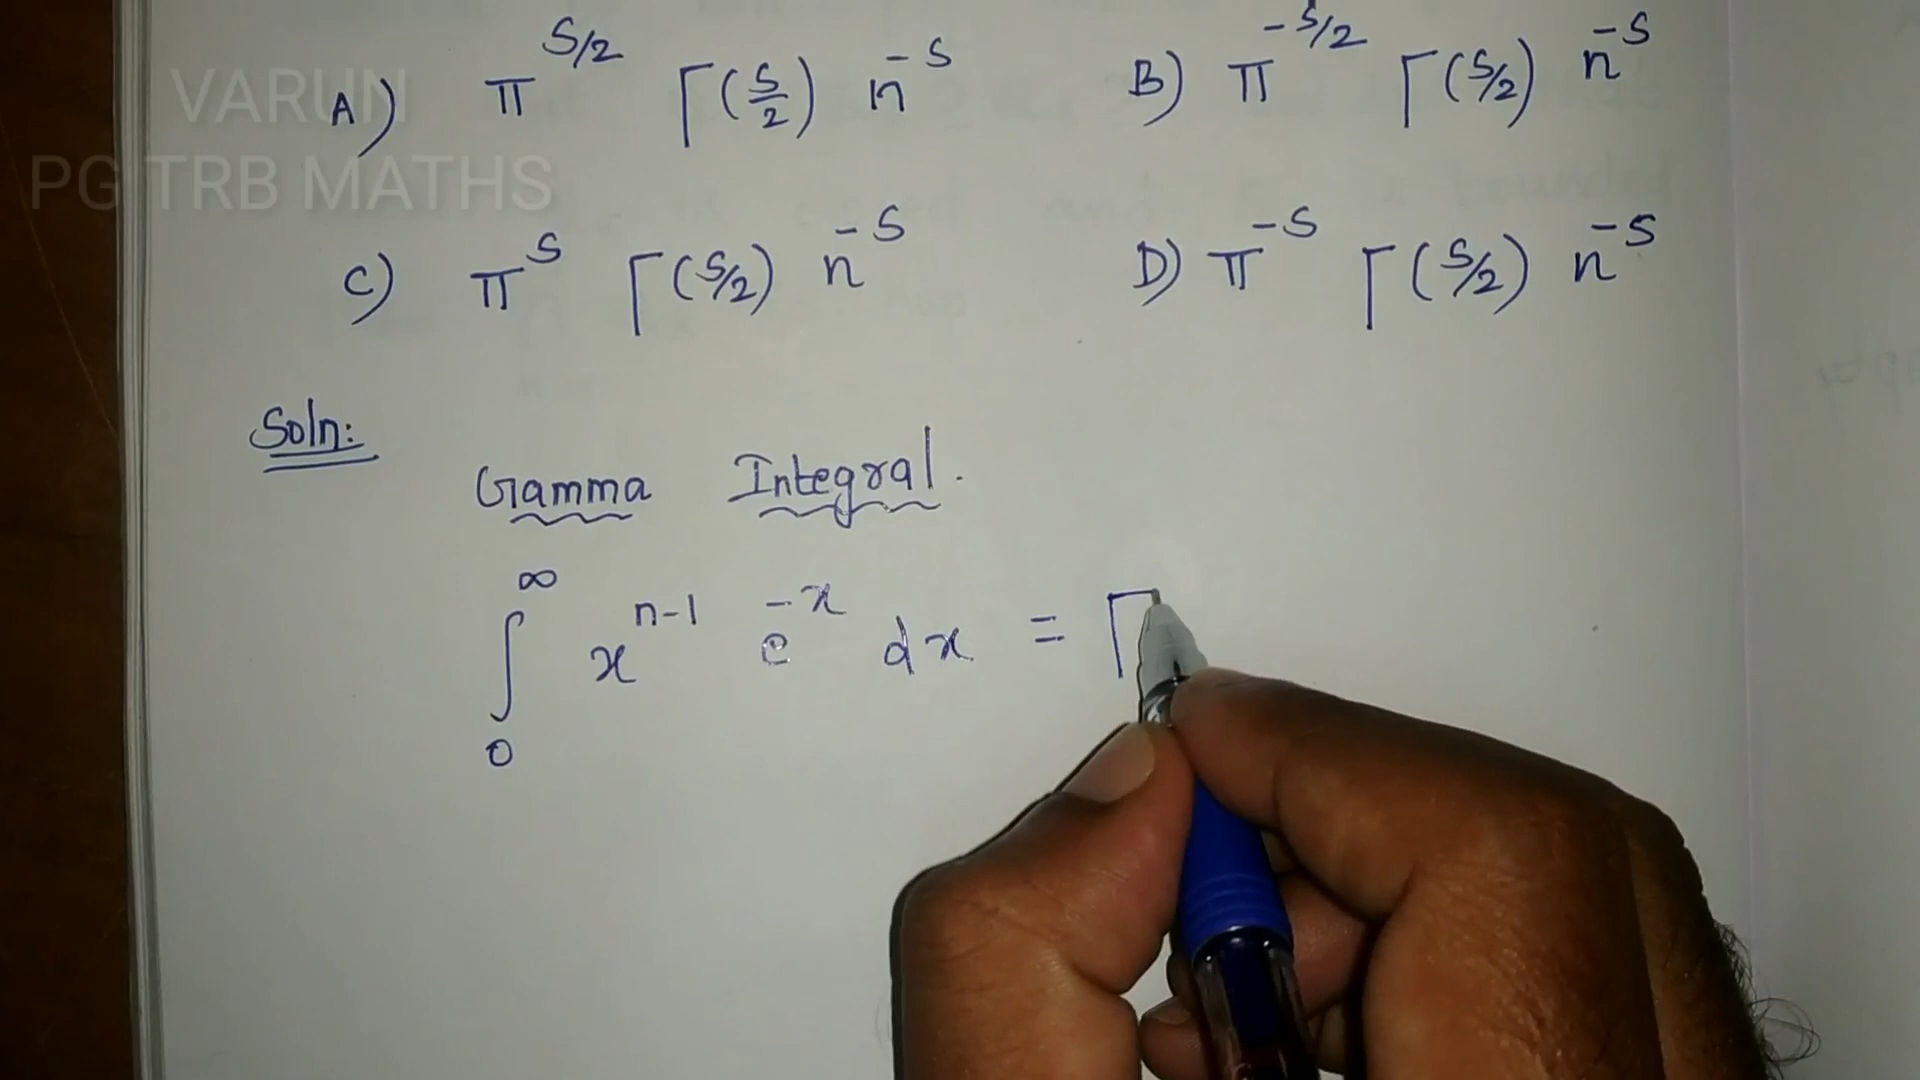 VARUN
PG TRB MATHS
A) π^{S/2} Γ(S/2) n^{-S} B) π^{-S/2} Γ(S/2) n^{-S}
C) π^{S} Γ(S/2) n^{-S} D) π^{-S} Γ(S/2) n^{-S}
Soln:
Gamma Integral.
∫_0^∞ x^{n-1} e^{-x} dx = Γ